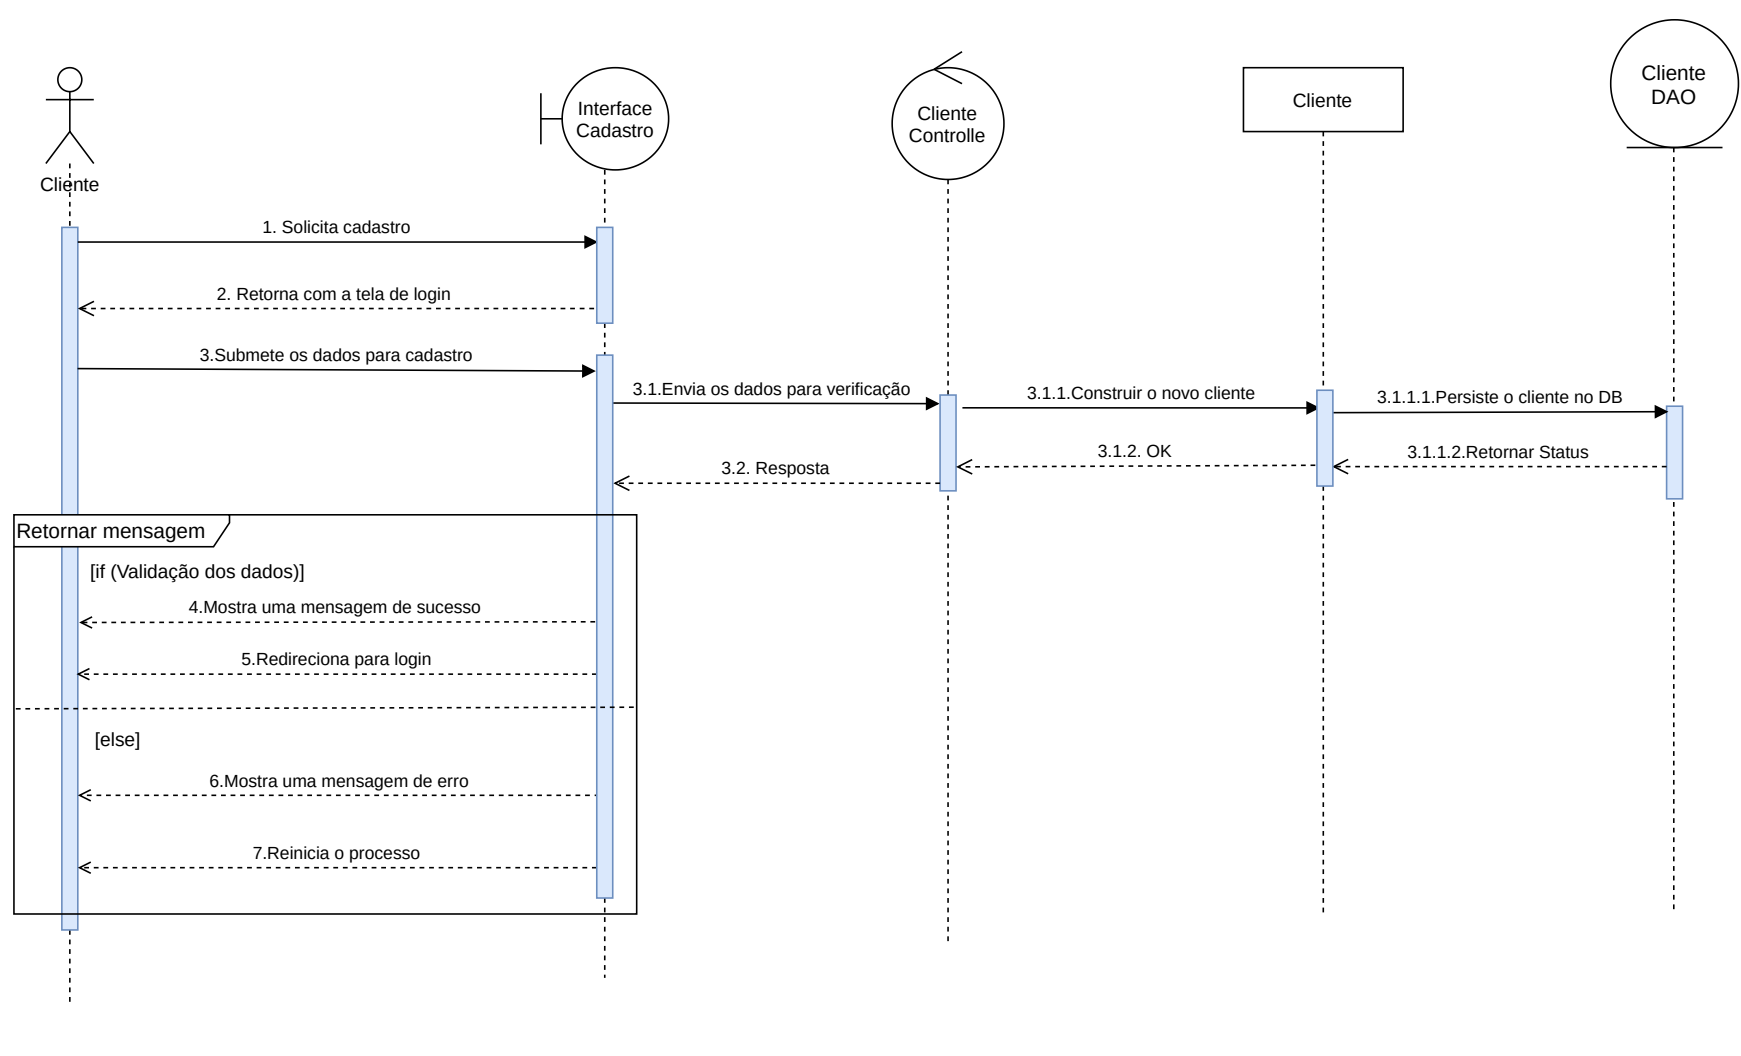 Cliente
Interface
Cadastro
Cliente
Controlle
Cliente
Cliente
DAO
1. Solicita cadastro
2. Retorna com a tela de login
3.Submete os dados para cadastro
3.1.Envia os dados para verificação
3.1.1.Construir o novo cliente
3.1.1.1.Persiste o cliente no DB
3.1.1.2.Retornar Status
3.1.2. OK
3.2. Resposta
Retornar mensagem
[if (Validação dos dados)]
4.Mostra uma mensagem de sucesso
5.Redireciona para login
[else]
6.Mostra uma mensagem de erro
7.Reinicia o processo